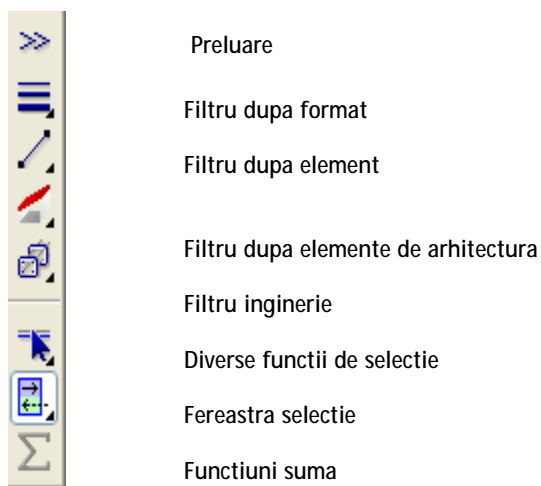 Preluare
Filtru dupa format
Filtru dupa element
Filtru dupa elemente de arhitectura
Filtru inginerie
Diverse functii de selectie
Fereastra selectie
Functiuni suma